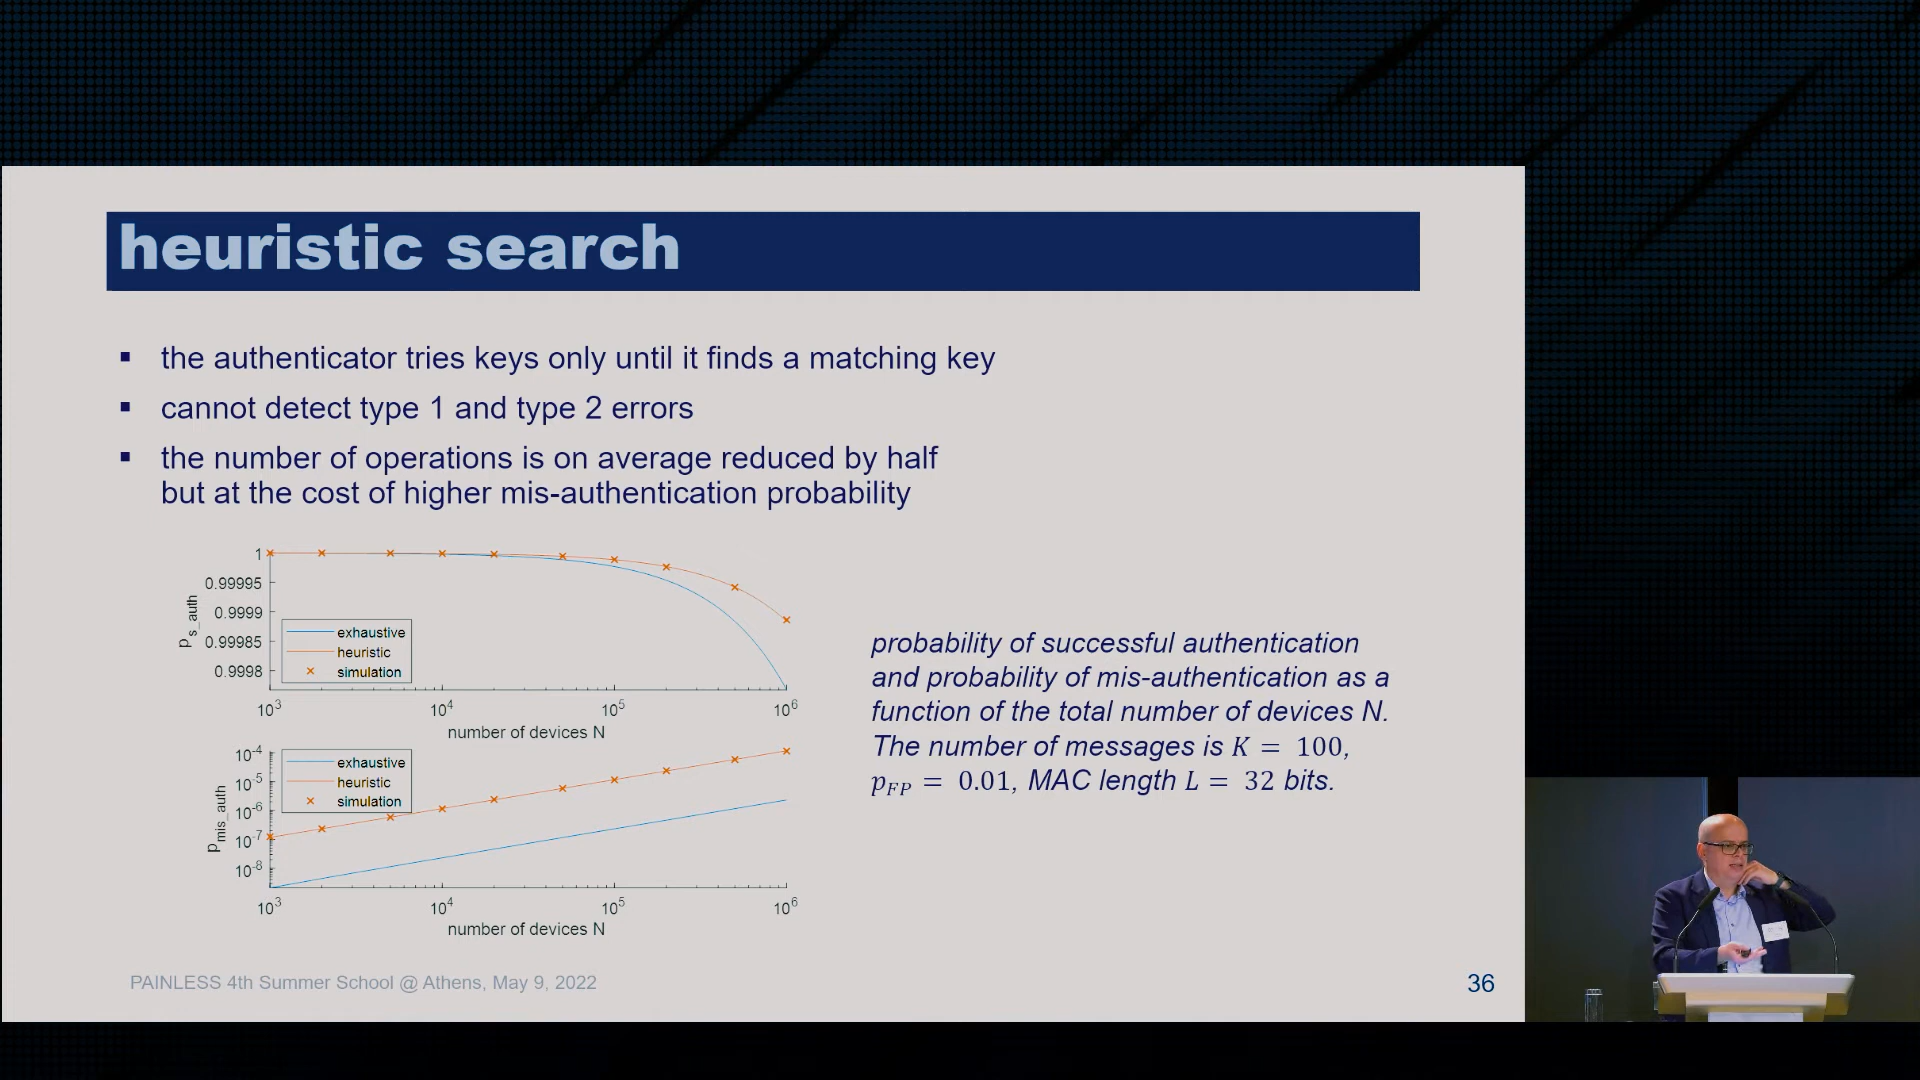 heuristic search
▪ the authenticator tries keys only until it finds a matching key
▪ cannot detect type 1 and type 2 errors
▪ the number of operations is on average reduced by half
but at the cost of higher mis-authentication probability
1
0.99995
0.9999
0.99985
0.9998
p_s_auth
exhaustive
heuristic
simulation
10^3 10^4 10^5 10^6
number of devices N
10^-4
10^-5
10^-6
10^-7
10^-8
p_mis_auth
exhaustive
heuristic
simulation
10^3 10^4 10^5 10^6
number of devices N
probability of successful authentication
and probability of mis-authentication as a
function of the total number of devices N.
The number of messages is K = 100,
p_FP = 0.01, MAC length L = 32 bits.
PAINLESS 4th Summer School @ Athens, May 9, 2022
36